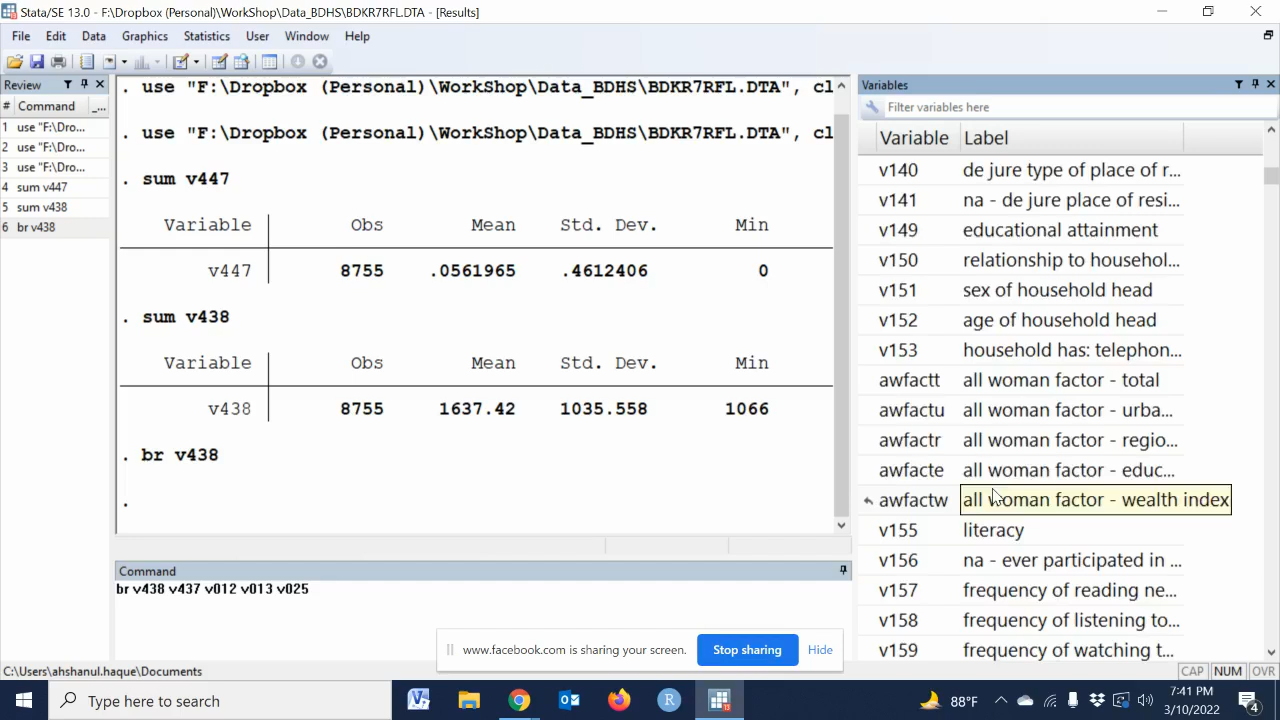 Stata/SE 13.0 - F:\Dropbox (Personal)\WorkShop\Data_BDHS\BDKR7RFL.DTA - [Results]
File Edit Data Graphics Statistics User Window Help
Review
# Command _...
1 use "F:\Dro...
2 use "F:\Dro...
3 use "F:\Dro...
4 sum v447
5 sum v438
6 br v438
. use "F:\Dropbox (Personal)\WorkShop\Data_BDHS\BDKR7RFL.DTA", cl
. use "F:\Dropbox (Personal)\WorkShop\Data_BDHS\BDKR7RFL.DTA", cl
. sum v447
Variable Obs Mean Std. Dev. Min
v447 8755 .0561965 .4612406 0
. sum v438
Variable Obs Mean Std. Dev. Min
v438 8755 1637.42 1035.558 1066
. br v438
.
Command
br v438 v437 v012 v013 v025
Variables
Filter variables here
Variable Label
v140 de jure type of place of r...
v141 na - de jure place of resi...
v149 educational attainment
v150 relationship to househol...
v151 sex of household head
v152 age of household head
v153 household has: telephon...
awfactt all woman factor - total
awfactu all woman factor - urba...
awfactr all woman factor - regio...
awfacte all woman factor - educ...
awfactw all woman factor - wealth index
v155 literacy
v156 na - ever participated in ...
v157 frequency of reading ne...
v158 frequency of listening to...
v159 frequency of watching t...
www.facebook.com is sharing your screen. Stop sharing Hide
C:\Users\ahshanul.haque\Documents CAP NUM OVR
Type here to search
88°F
7:41 PM
3/10/2022
4